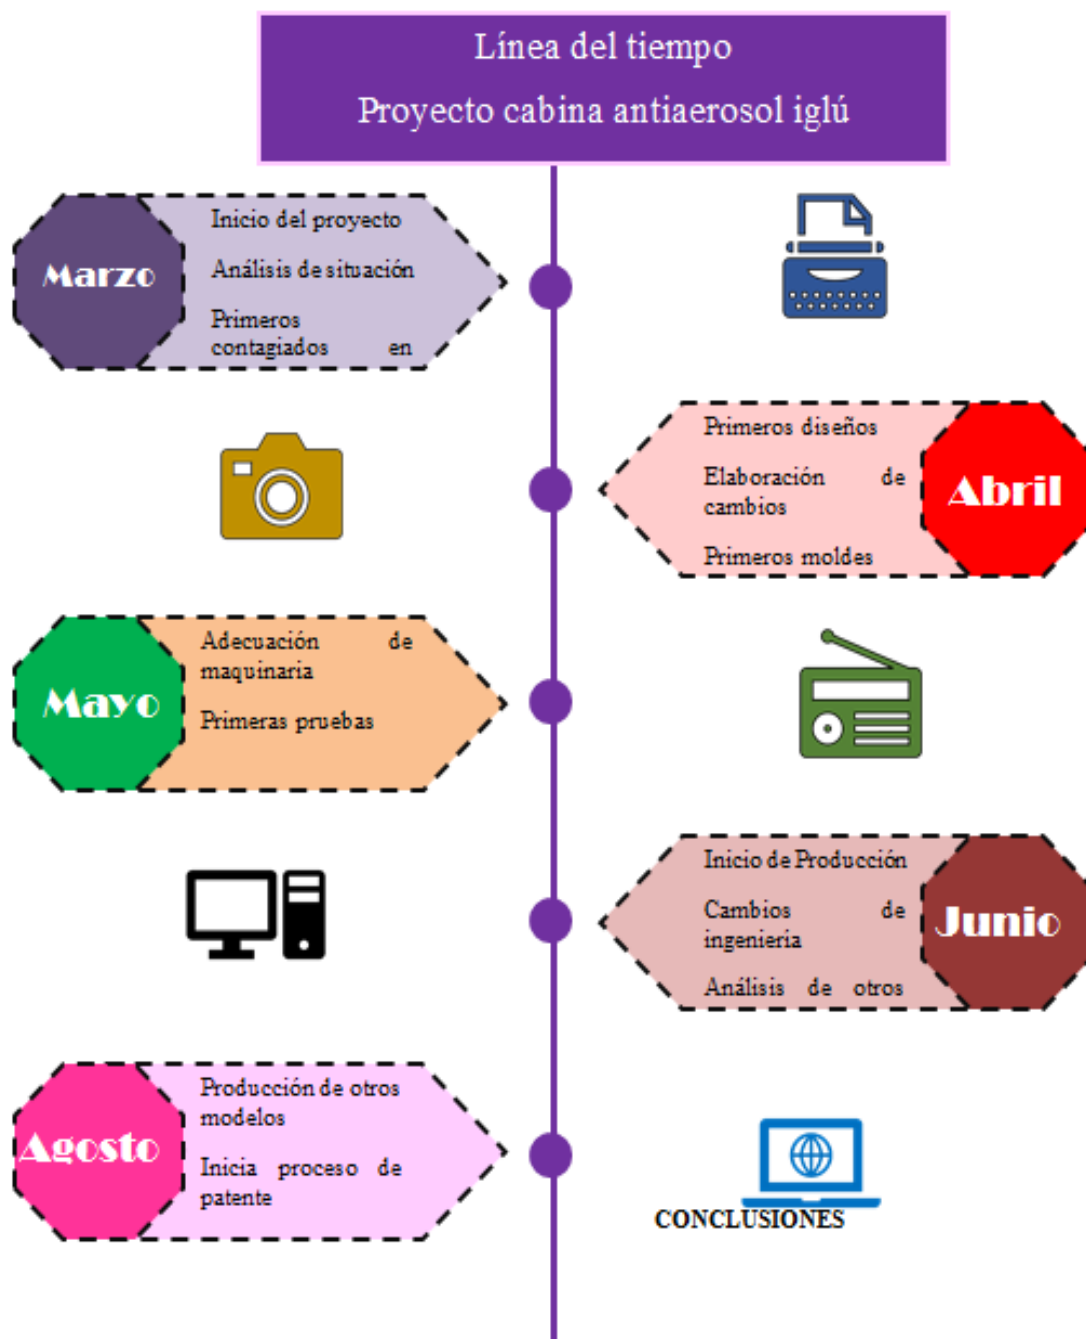 Línea del tiempo
Proyecto cabina antiaerosol iglú
Marzo
Inicio del proyecto
Análisis de situación
Primeros
contagiados en
Abril
Primeros diseños
Elaboración de
cambios
Primeros moldes
Mayo
Adecuación de
maquinaria
Primeras pruebas
Junio
Inicio de Producción
Cambios de
ingeniería
Análisis de otros
Agosto
Producción de otros
modelos
Inicia proceso de
patente
CONCLUSIONES